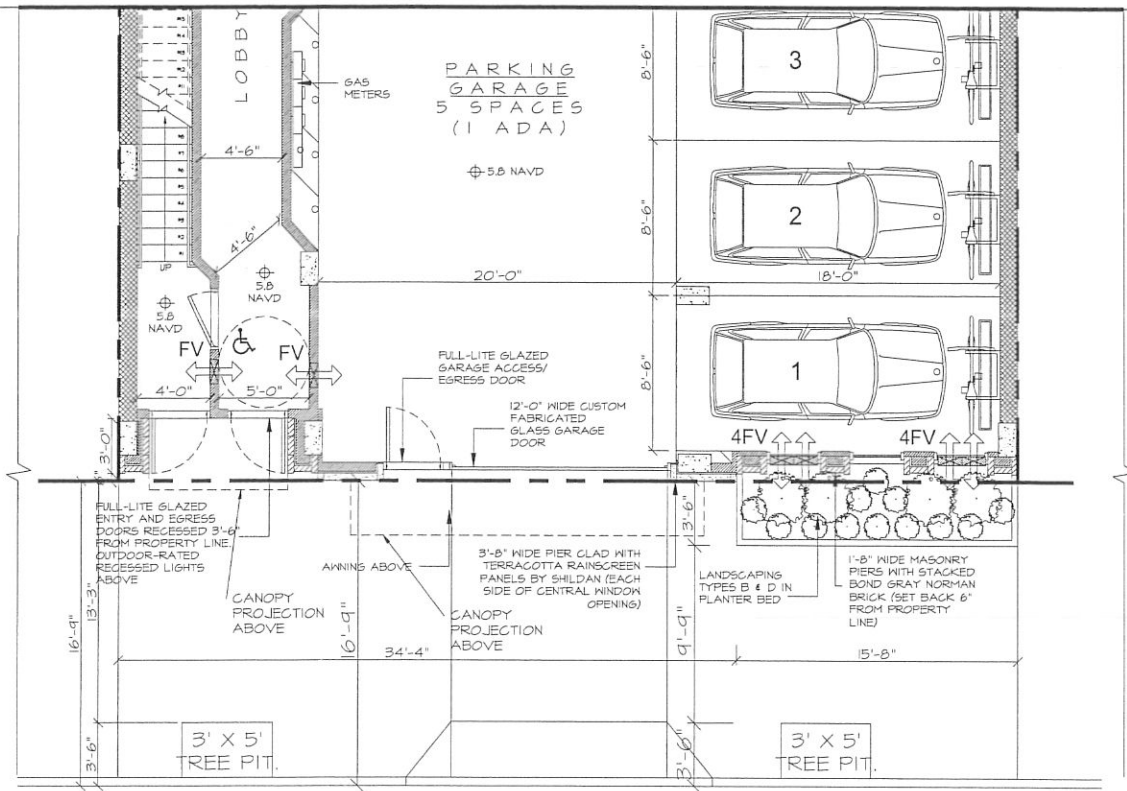 LOBBY
GAS
METERS
PARKING
GARAGE
5 SPACES
(1 ADA)
5.8 NAVD
3
8'-6"
4'-6"
2
8'-6"
4'-6"
UP
5.8
NAVD
5.8
NAVD
20'-0"
18'-0"
FV
FV
4'-0"
5'-0"
FULL-LITE GLAZED
GARAGE ACCESS/
EGRESS DOOR
1
8'-6"
12'-0" WIDE CUSTOM
FABRICATED
GLASS GARAGE
DOOR
4FV
4FV
3'-0"
FULL-LITE GLAZED
ENTRY AND EGRESS
DOORS RECESSED 3'-6"
FROM PROPERTY LINE.
OUTDOOR-RATED
RECESSED LIGHTS
ABOVE
CANOPY
PROJECTION
ABOVE
AWNING ABOVE
CANOPY
PROJECTION
ABOVE
3'-8" WIDE PIER CLAD WITH
TERRACOTTA RAINSCREEN
PANELS BY SHILDAN (EACH
SIDE OF CENTRAL WINDOW
OPENING)
3'-6"
LANDSCAPING
TYPES B & D IN
PLANTER BED
1'-8" WIDE MASONRY
PIERS WITH STACKED
BOND GRAY NORMAN
BRICK (SET BACK 6"
FROM PROPERTY
LINE)
16'-9"
13'-3"
16'-9"
9'-9"
34'-4"
15'-8"
3'-6"
3' X 5'
TREE PIT.
3'-6"
3' X 5'
TREE PIT.